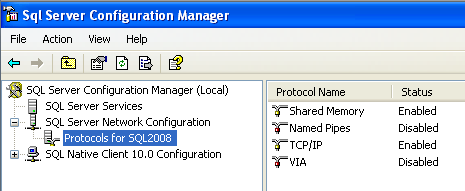 Sql Server Configuration Manager
File Action View Help
SQL Server Configuration Manager (Local)
SQL Server Services
SQL Server Network Configuration
Protocols for SQL2008
SQL Native Client 10.0 Configuration
Protocol Name Status
Shared Memory Enabled
Named Pipes Disabled
TCP/IP Enabled
VIA Disabled